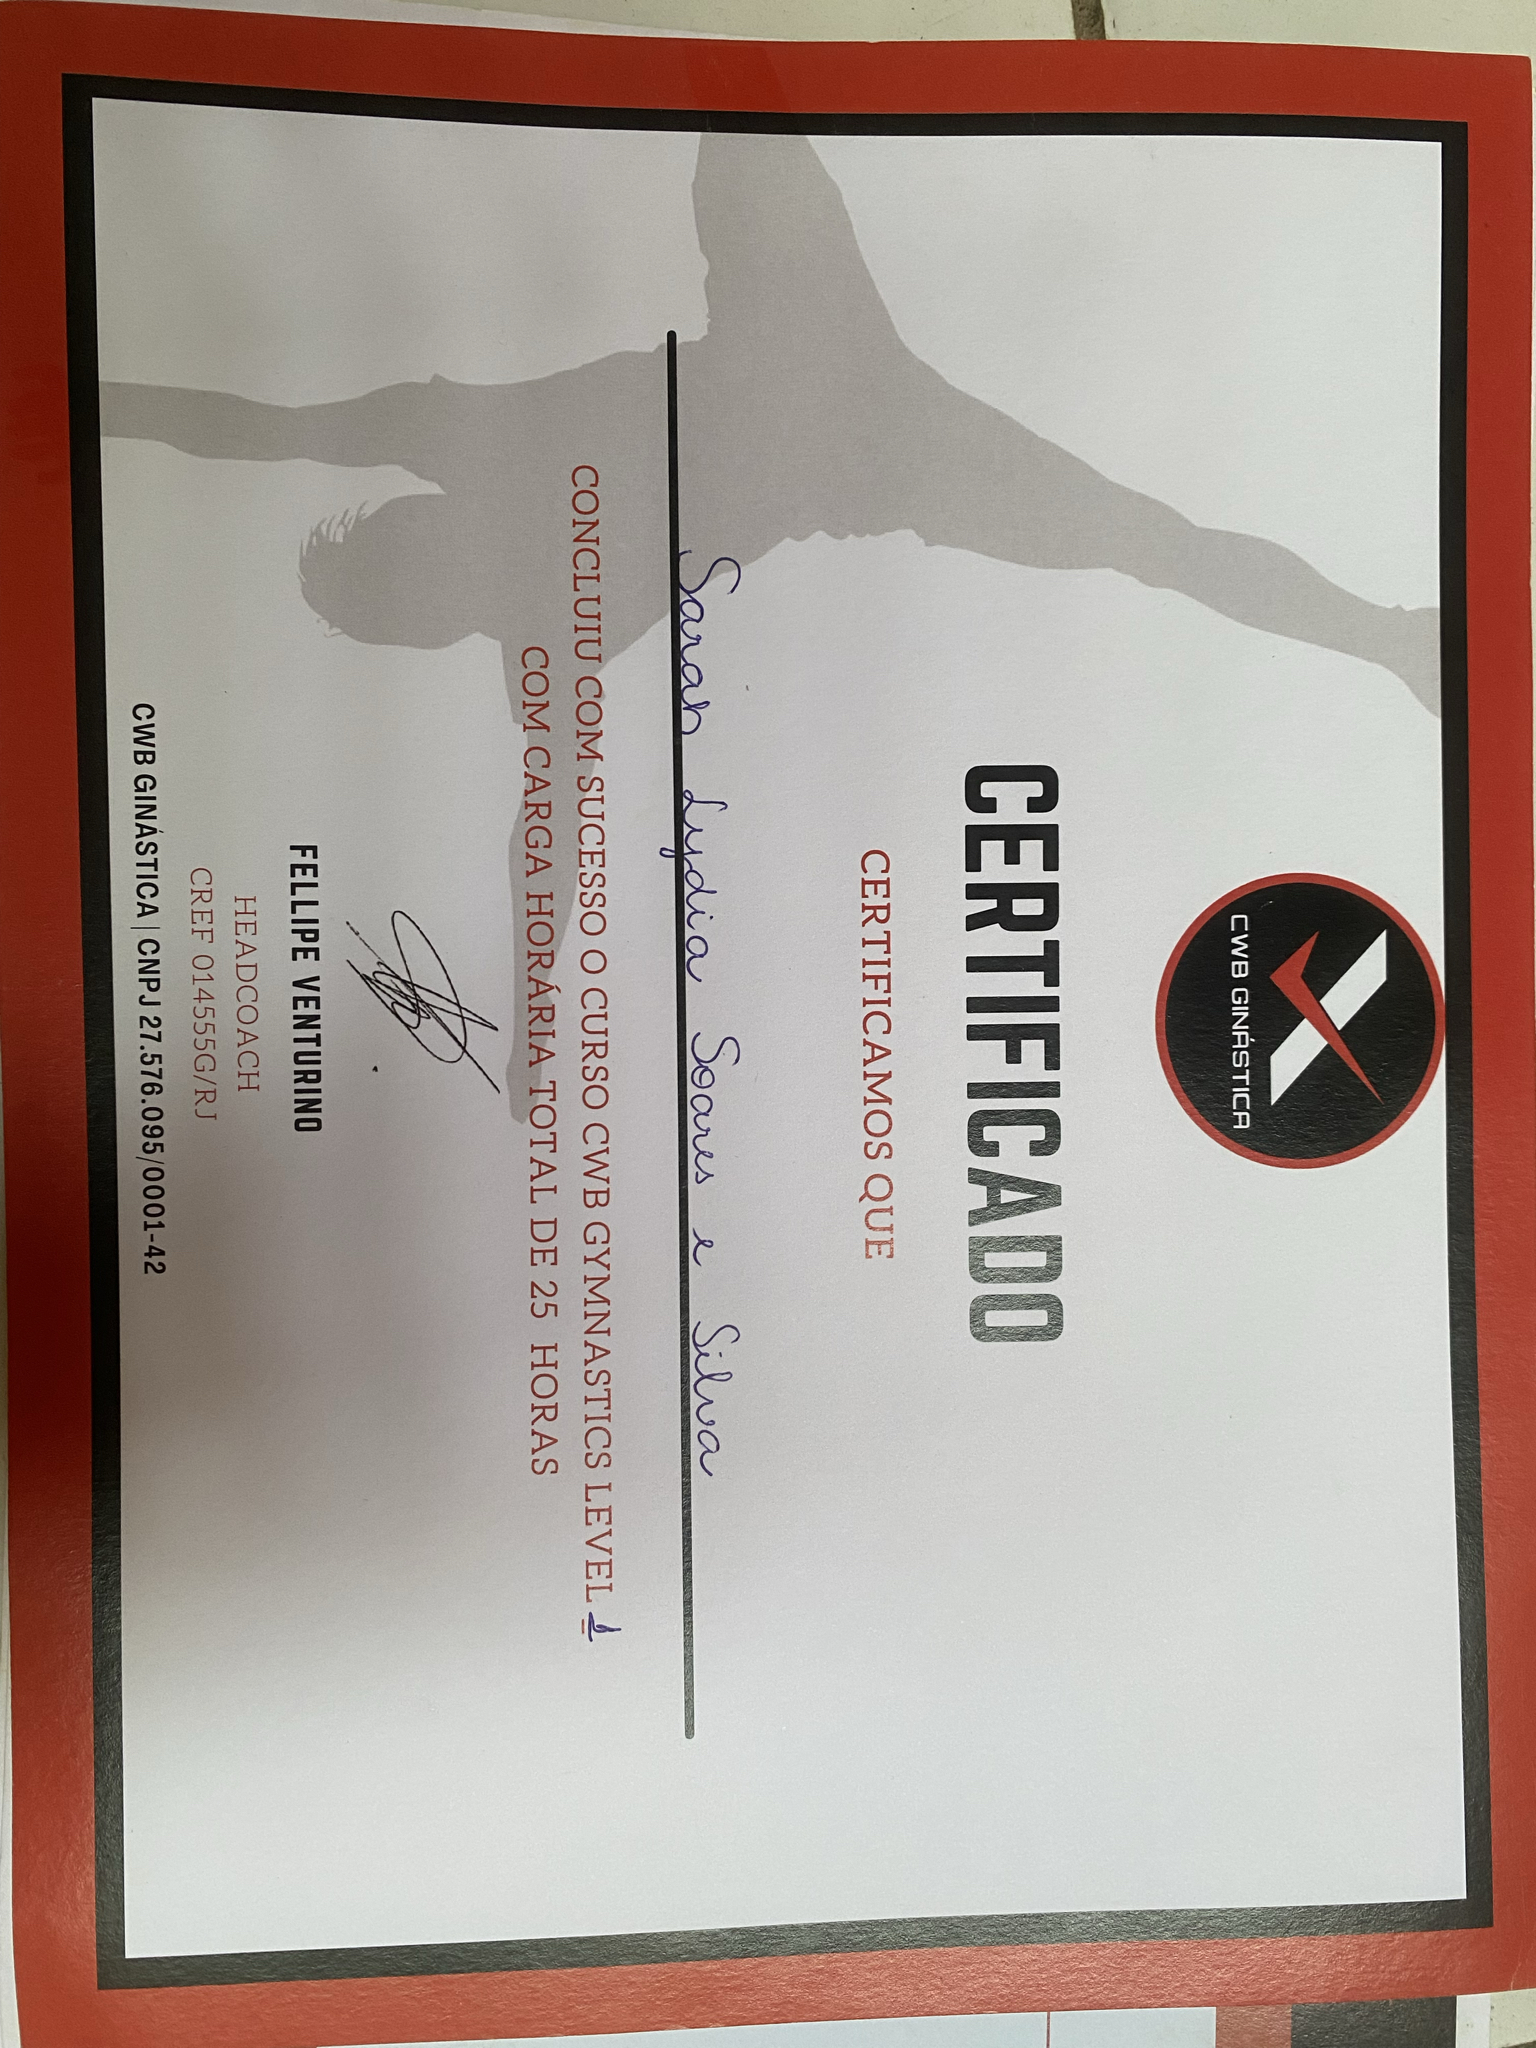 CWB GINÁSTICA
CERTIFICADO
CERTIFICAMOS QUE
Sarah Lydia Soares e Silva
CONCLUIU COM SUCESSO O CURSO CWB GYMNASTICS LEVEL 1
COM CARGA HORÁRIA TOTAL DE 25 HORAS
FELLIPE VENTURINO
HEADCOACH
CREF 014555G/RJ
CWB GINÁSTICA | CNPJ 27.576.095/0001-42